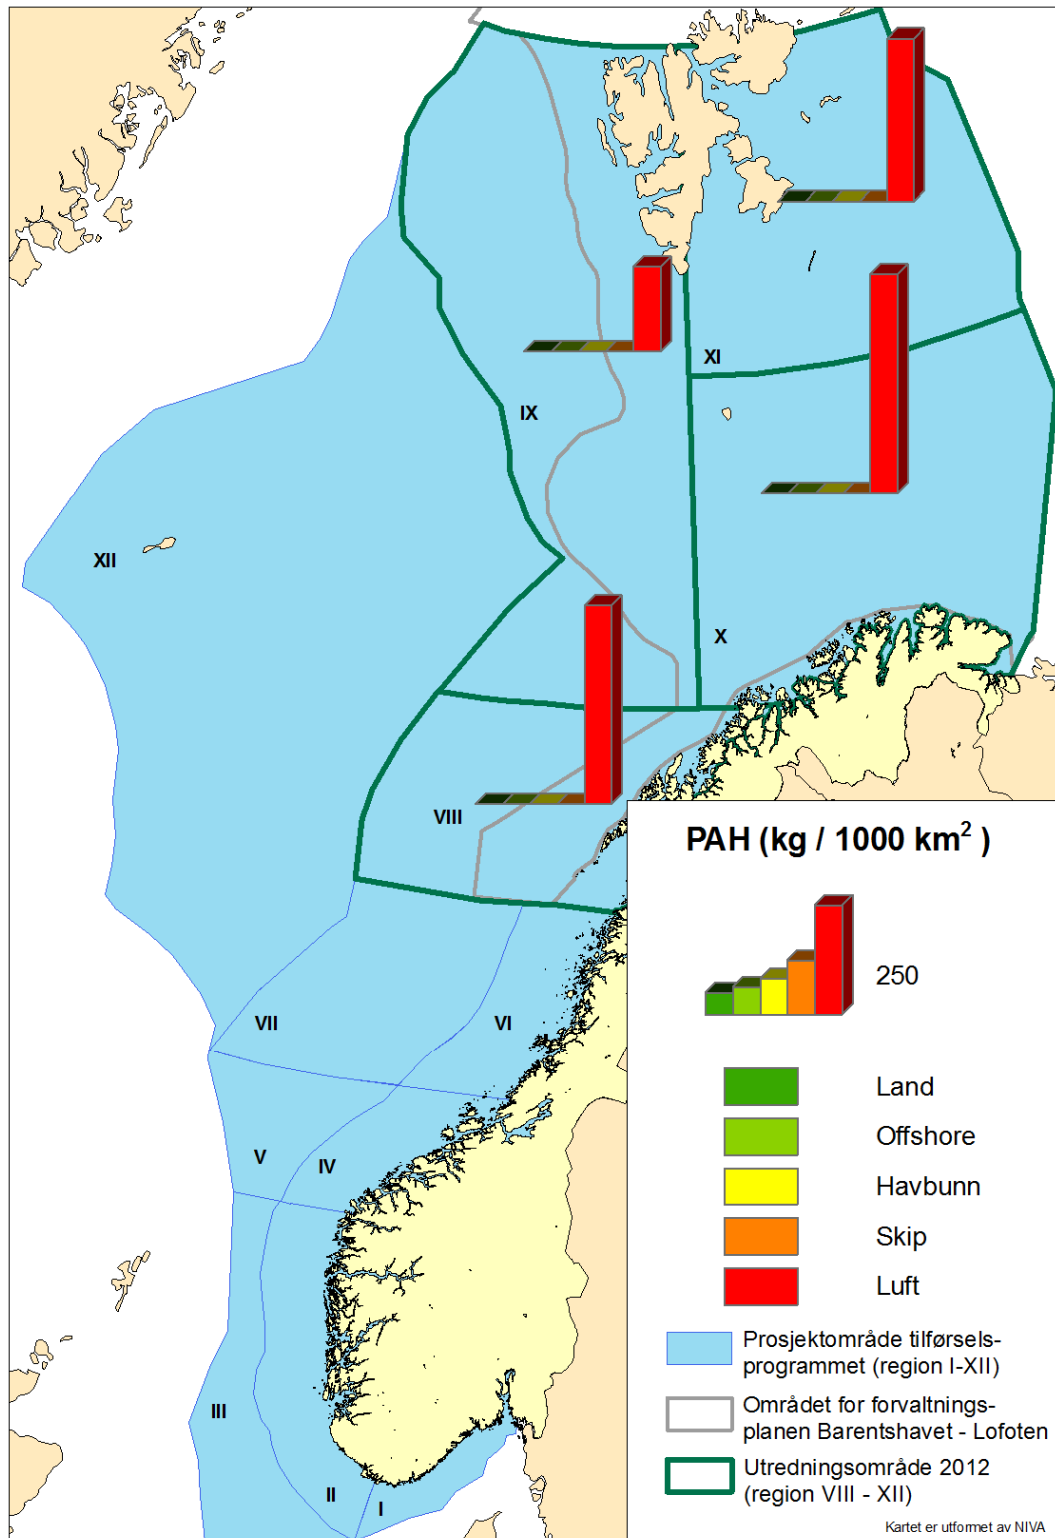 XI
IX
XII
X
VIII
PAH (kg / 1000 km² )
250
VII
VI
Land
Offshore
V
IV
Havbunn
Skip
Luft
Prosjektområde tilførsels-
programmet (region I-XII)
III
Området for forvaltnings-
planen Barentshavet - Lofoten
Utredningsområde 2012
(region VIII - XII)
II
I
Kartet er utformet av NIVA